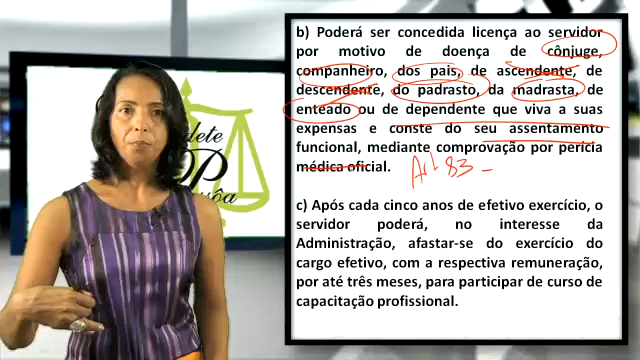 b) Poderá ser concedida licença ao servidor
por motivo de doença de cônjuge,
companheiro, dos pais, de ascendente, de
descendente, do padrasto, da madrasta, de
enteado ou de dependente que viva a suas
expensas e conste do seu assentamento
funcional, mediante comprovação por perícia
médica oficial.
Art 83 -
c) Após cada cinco anos de efetivo exercício, o
servidor poderá, no interesse da
Administração, afastar-se do exercício do
cargo efetivo, com a respectiva remuneração,
por até três meses, para participar de curso de
capacitação profissional.
dete
P
sôa